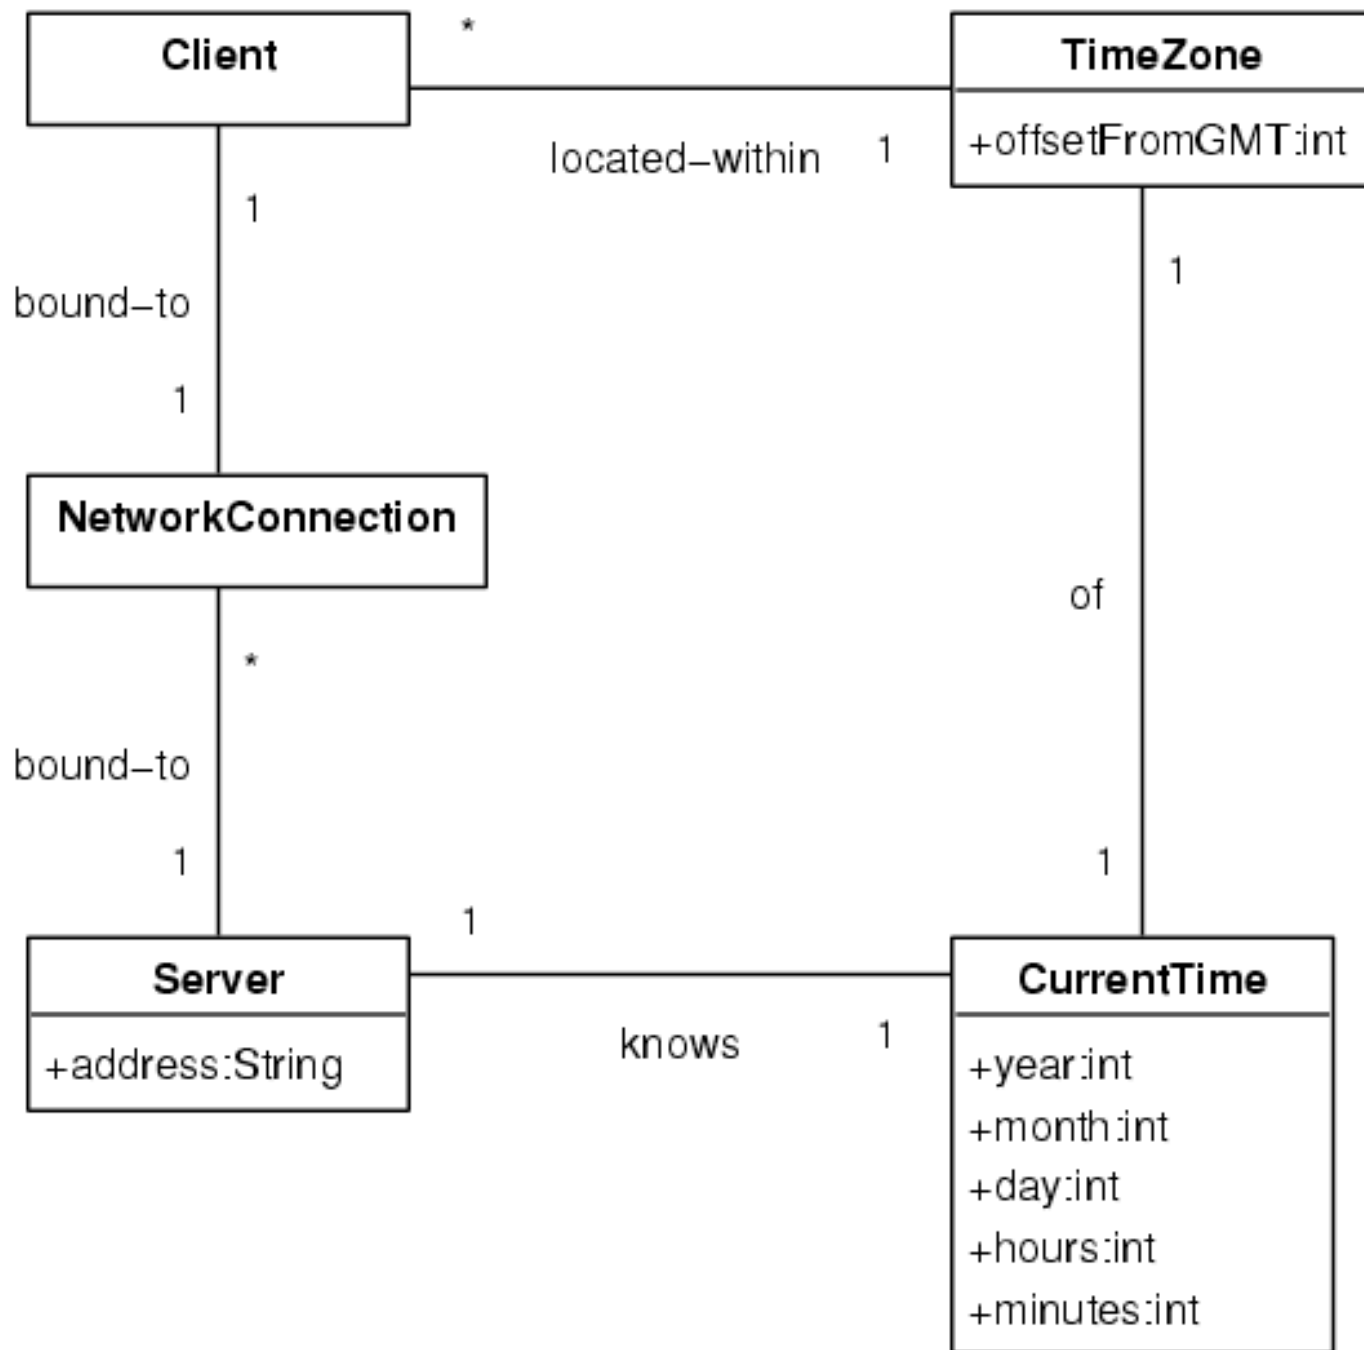 *
Client
TimeZone
+offsetFromGMT:int
located–within
1
1
1
bound–to
1
NetworkConnection
of
*
bound–to
1
1
1
Server
CurrentTime
+address:String
knows
1
+year:int
+month:int
+day:int
+hours:int
+minutes:int